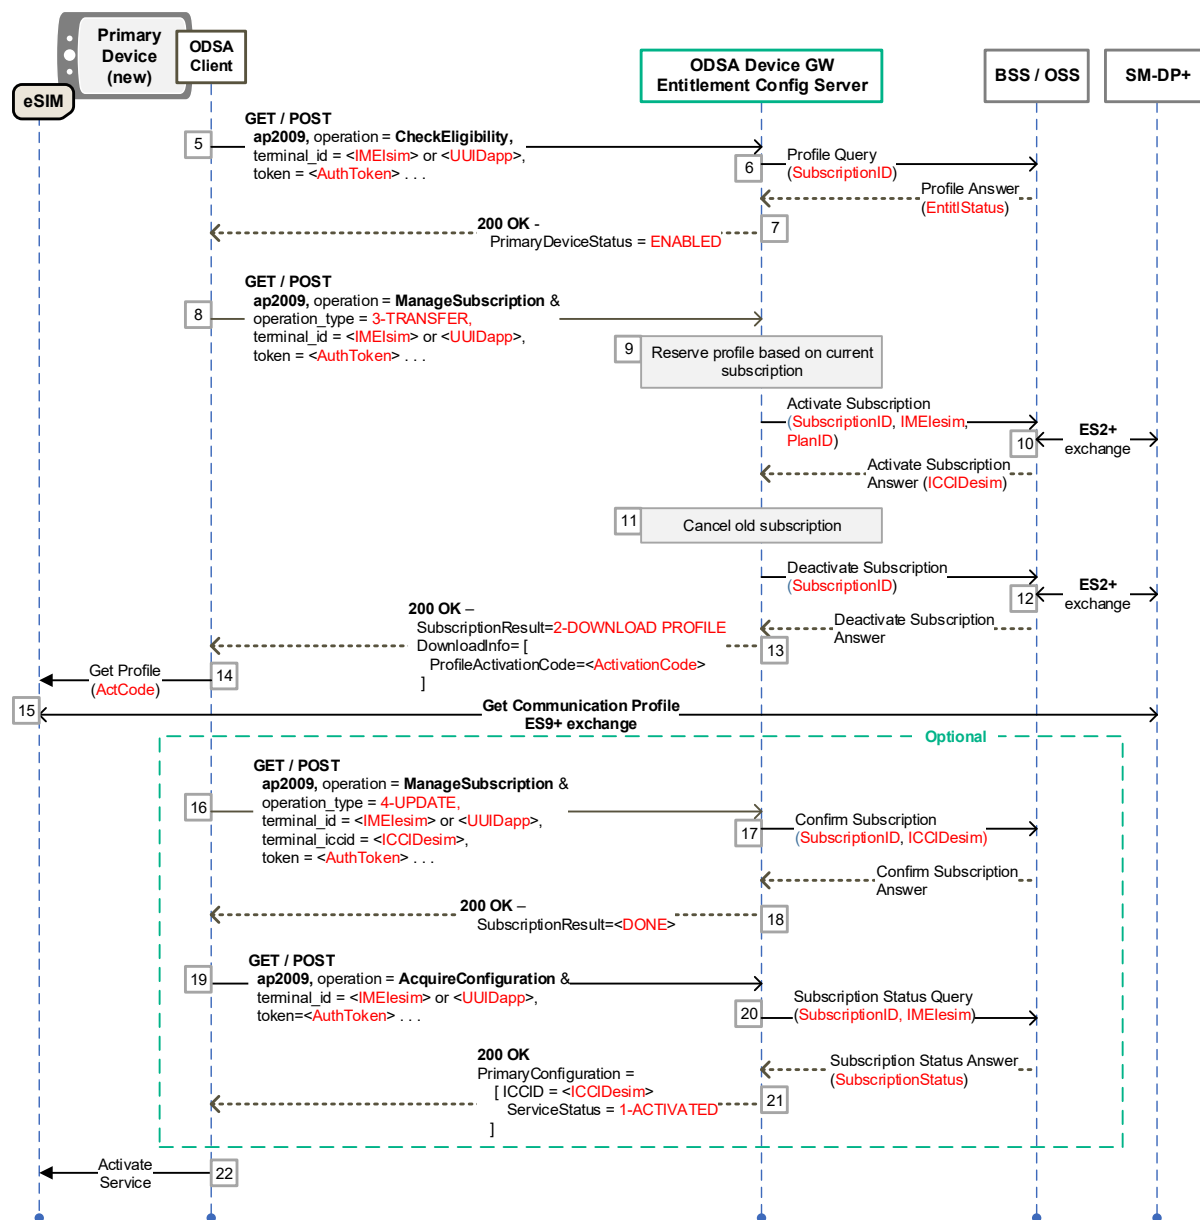 Primary
Device
(new)
ODSA
Client
eSIM
ODSA Device GW
Entitlement Config Server
BSS / OSS
SM-DP+
GET / POST
5
ap2009, operation = CheckEligibility,
terminal_id = <IMEIsim> or <UUIDapp>,
token = <AuthToken> . . .
6
Profile Query
(SubscriptionID)
Profile Answer
(EntitlStatus)
200 OK -
PrimaryDeviceStatus = ENABLED
7
GET / POST
8
ap2009, operation = ManageSubscription &
operation_type = 3-TRANSFER,
terminal_id = <IMEIsim> or <UUIDapp>,
token = <AuthToken> . . .
9
Reserve profile based on current
subscription
Activate Subscription
(SubscriptionID, IMEIesim,
PlanID)
10
ES2+
exchange
Activate Subscription
Answer (ICCIDesim)
11
Cancel old subscription
Deactivate Subscription
(SubscriptionID)
12
ES2+
exchange
Deactivate Subscription
Answer
200 OK –
SubscriptionResult=2-DOWNLOAD PROFILE
DownloadInfo= [
ProfileActivationCode=<ActivationCode>
]
13
Get Profile
(ActCode)
14
15
Get Communication Profile
ES9+ exchange
Optional
GET / POST
16
ap2009, operation = ManageSubscription &
operation_type = 4-UPDATE,
terminal_id = <IMEIesim> or <UUIDapp>,
terminal_iccid = <ICCIDesim>,
token = <AuthToken> . . .
17
Confirm Subscription
(SubscriptionID, ICCIDesim)
Confirm Subscription
Answer
200 OK –
SubscriptionResult=<DONE>
18
GET / POST
19
ap2009, operation = AcquireConfiguration &
terminal_id = <IMEIesim> or <UUIDapp>,
token=<AuthToken> . . .
20
Subscription Status Query
(SubscriptionID, IMEIesim)
Subscription Status Answer
(SubscriptionStatus)
200 OK
PrimaryConfiguration =
[ ICCID = <ICCIDesim>
ServiceStatus = 1-ACTIVATED
]
21
Activate
Service
22